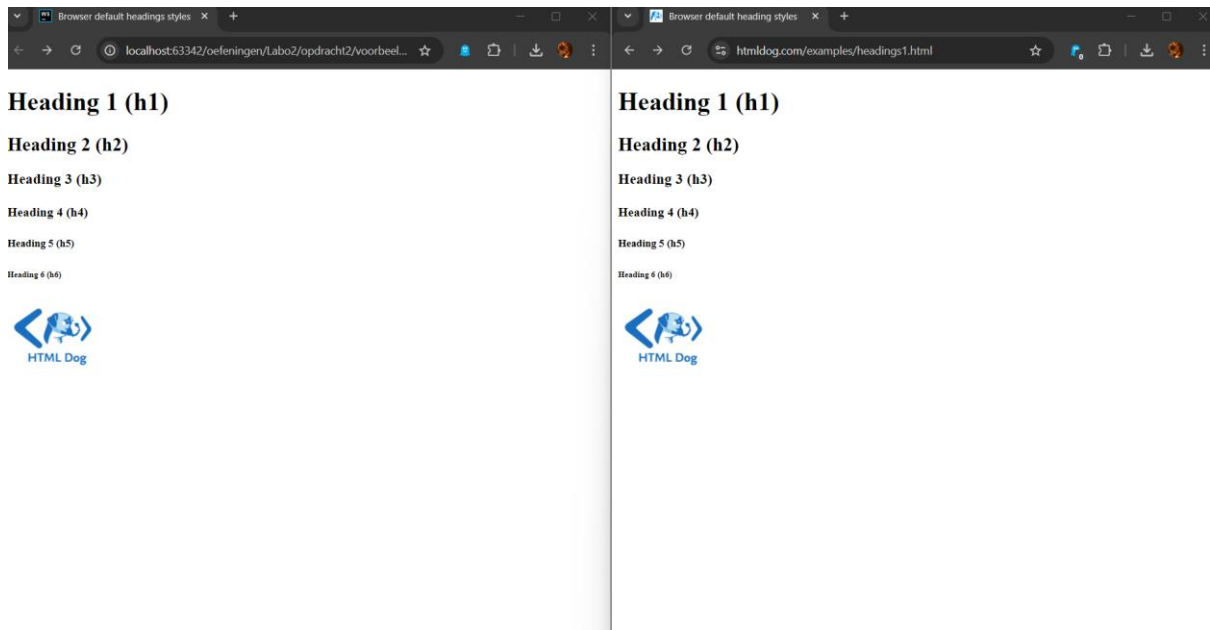 Browser default headings styles
localhost:63342/oefeningen/Labo2/opdracht2/voorbeel...
Heading 1 (h1)
Heading 2 (h2)
Heading 3 (h3)
Heading 4 (h4)
Heading 5 (h5)
Heading 6 (h6)
HTML Dog
Browser default heading styles
htmldog.com/examples/headings1.html
Heading 1 (h1)
Heading 2 (h2)
Heading 3 (h3)
Heading 4 (h4)
Heading 5 (h5)
Heading 6 (h6)
HTML Dog